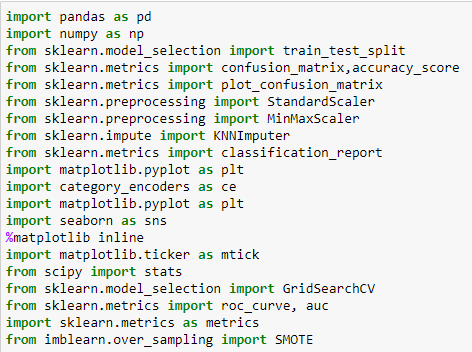 import pandas as pd
import numpy as np
from sklearn.model_selection import train_test_split
from sklearn.metrics import confusion_matrix,accuracy_score
from sklearn.metrics import plot_confusion_matrix
from sklearn.preprocessing import StandardScaler
from sklearn.preprocessing import MinMaxScaler
from sklearn.impute import KNNImputer
from sklearn.metrics import classification_report
import matplotlib.pyplot as plt
import category_encoders as ce
import matplotlib.pyplot as plt
import seaborn as sns
%matplotlib inline
import matplotlib.ticker as mtick
from scipy import stats
from sklearn.model_selection import GridSearchCV
from sklearn.metrics import roc_curve, auc
import sklearn.metrics as metrics
from imblearn.over_sampling import SMOTE